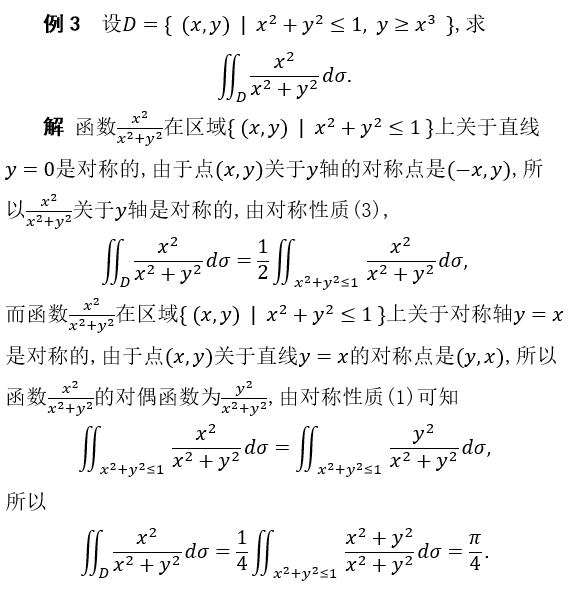 例 3 设D = { (x, y) | x² + y² ≤ 1, y ≥ x³ }, 求
∬_D x²/(x² + y²) dσ.
解 函数x²/(x²+y²)在区域{ (x, y) | x² + y² ≤ 1 }上关于直线
y = 0是对称的, 由于点(x, y)关于y轴的对称点是(−x, y), 所
以x²/(x²+y²)关于y轴是对称的, 由对称性质(3),
∬_D x²/(x² + y²) dσ = 1/2 ∬_{x²+y²≤1} x²/(x² + y²) dσ,
而函数x²/(x²+y²)在区域{ (x, y) | x² + y² ≤ 1 }上关于对称轴y = x
是对称的, 由于点(x, y)关于直线y = x的对称点是(y, x), 所以
函数x²/(x²+y²)的对偶函数为y²/(x²+y²), 由对称性质(1)可知
∬_{x²+y²≤1} x²/(x² + y²) dσ = ∬_{x²+y²≤1} y²/(x² + y²) dσ,
所以
∬_D x²/(x² + y²) dσ = 1/4 ∬_{x²+y²≤1} (x² + y²)/(x² + y²) dσ = π/4.